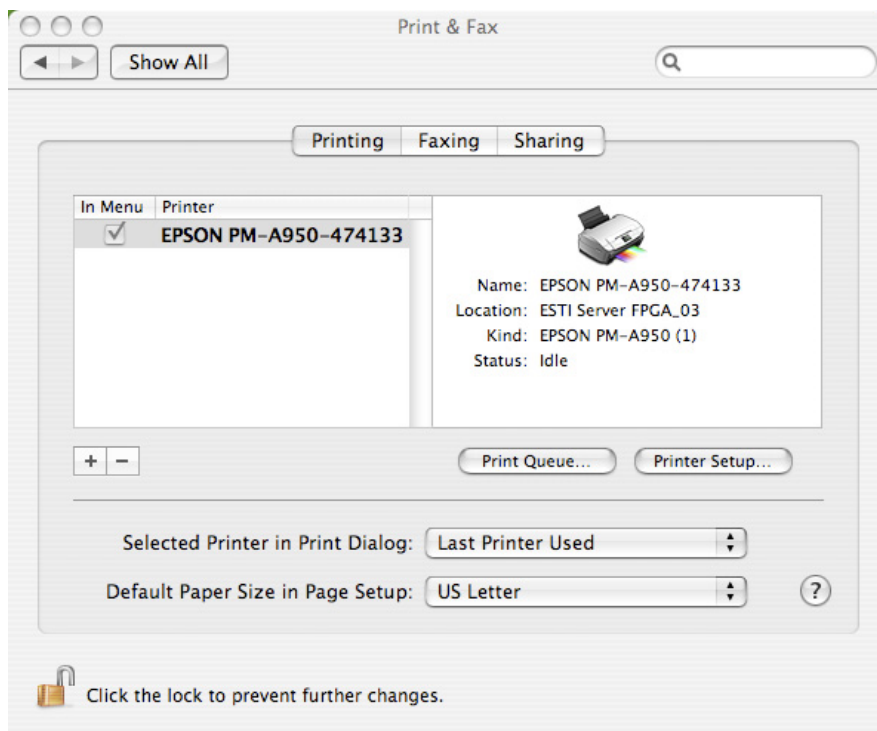 Print & Fax
Show All
Printing Faxing Sharing
In Menu Printer
EPSON PM-A950-474133
Name: EPSON PM-A950-474133
Location: ESTI Server FPGA_03
Kind: EPSON PM-A950 (1)
Status: Idle
+ −
Print Queue... Printer Setup...
Selected Printer in Print Dialog: Last Printer Used
Default Paper Size in Page Setup: US Letter ?
Click the lock to prevent further changes.